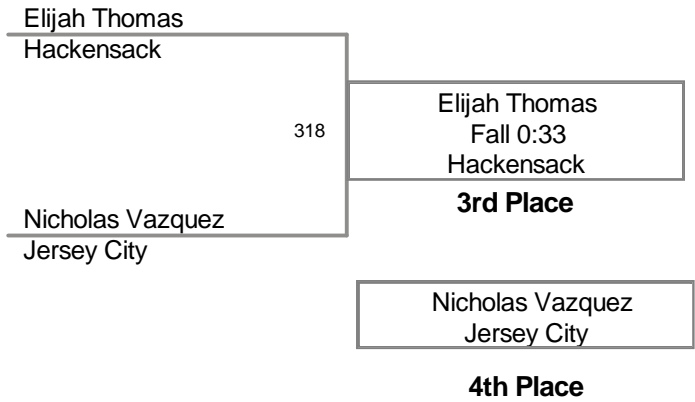 Elijah Thomas
Hackensack
318
Elijah Thomas
Fall 0:33
Hackensack
3rd Place
Nicholas Vazquez
Jersey City
Nicholas Vazquez
Jersey City
4th Place